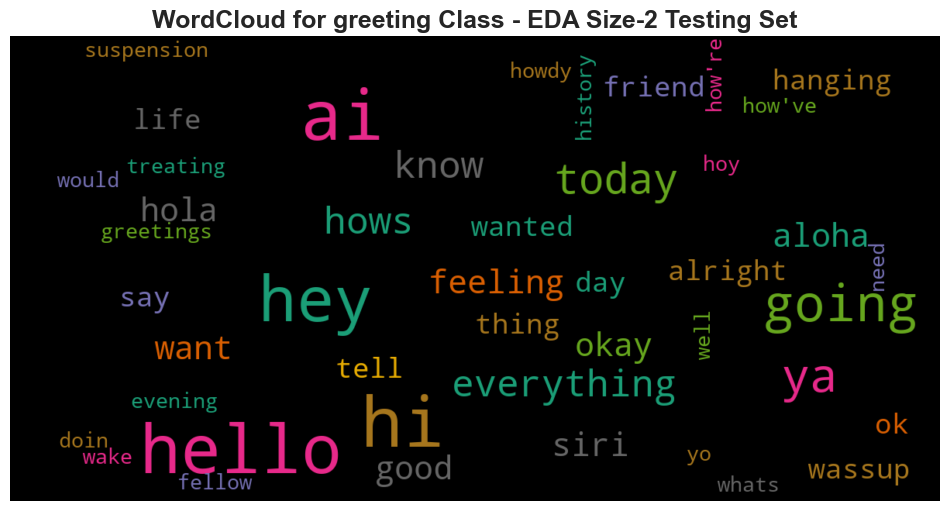 WordCloud for greeting Class - EDA Size-2 Testing Set
suspension
howdy
how're
history
friend
hanging
how've
life
ai
know
hoy
treating
would
today
hola
hows
wanted
greetings
aloha
need
say
hey
feeling
day
alright
going
thing
well
want
okay
tell
everything
ya
evening
hi
ok
doin
hello
siri
wake
good
yo
wassup
fellow
whats